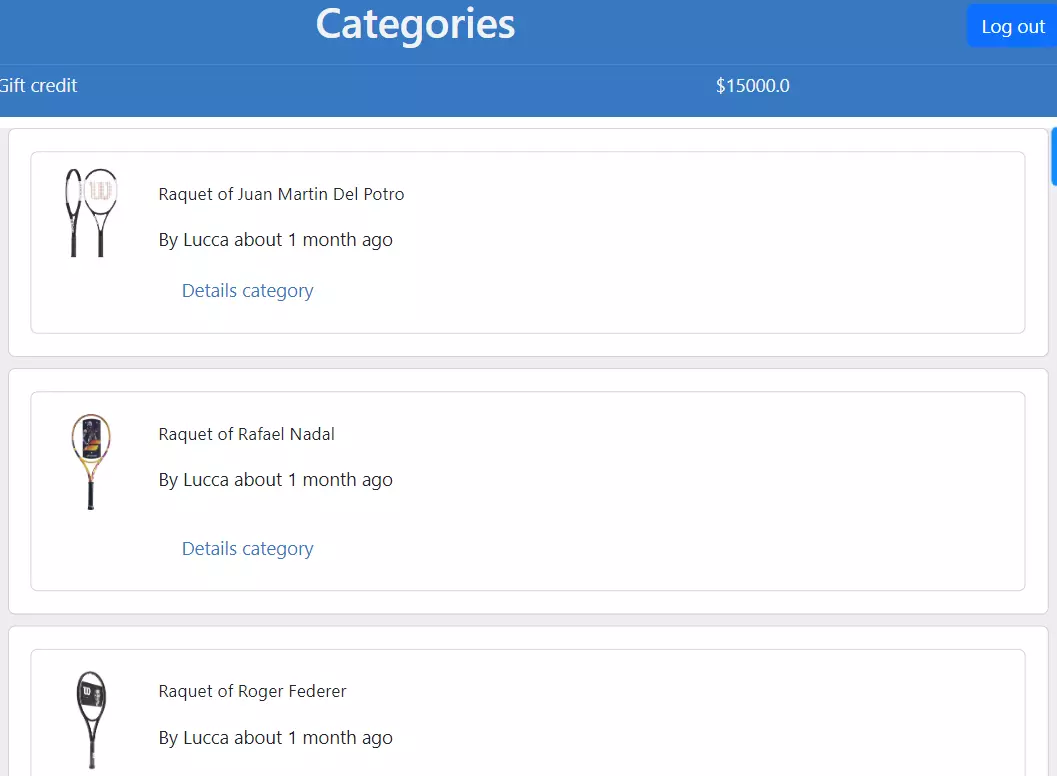 Categories
Log out
Gift credit
$15000.0
Raquet of Juan Martin Del Potro
By Lucca about 1 month ago
Details category
Raquet of Rafael Nadal
By Lucca about 1 month ago
Details category
Raquet of Roger Federer
By Lucca about 1 month ago